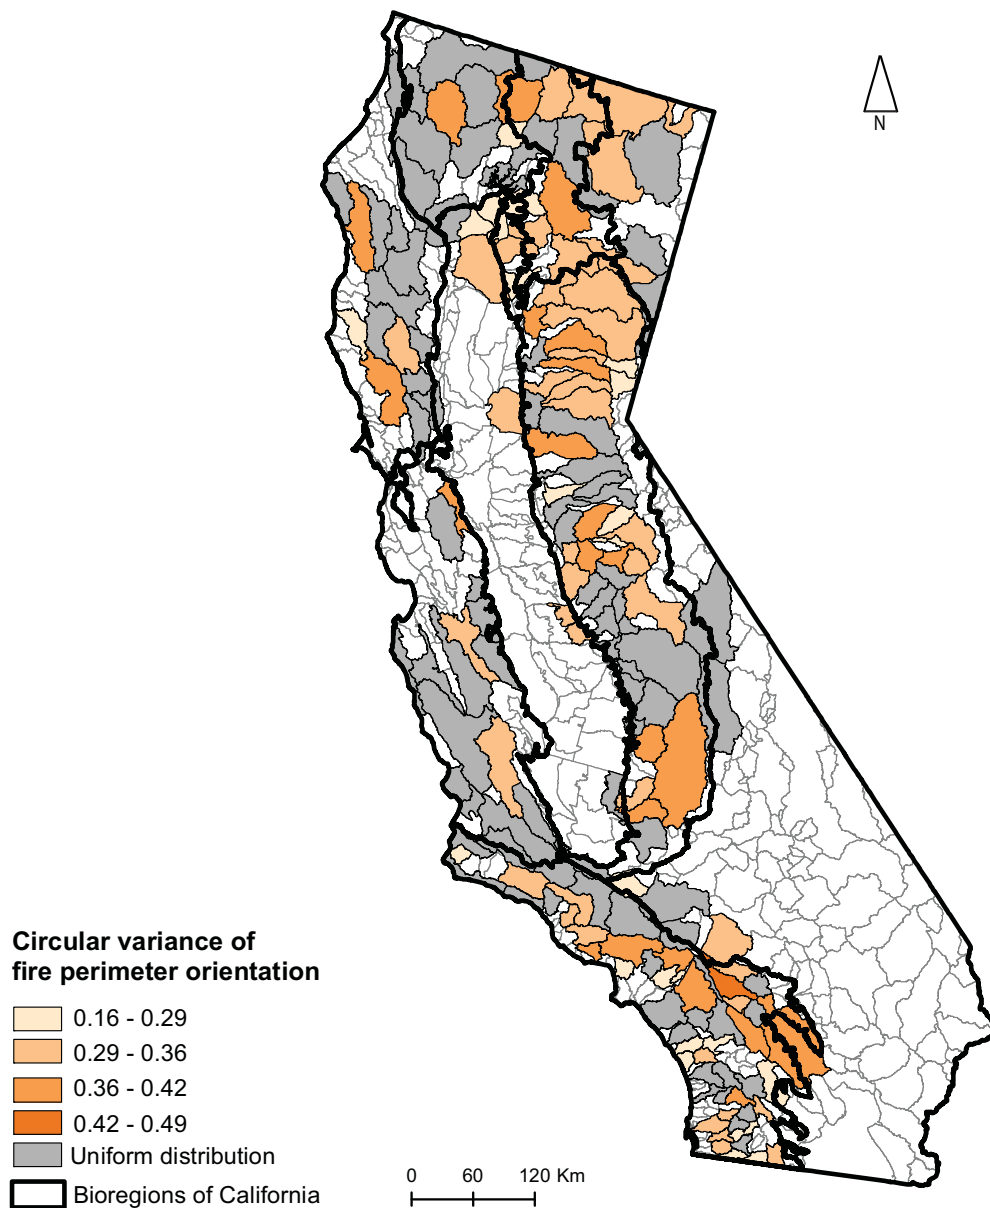 N
Circular variance of
fire perimeter orientation
0.16 - 0.29
0.29 - 0.36
0.36 - 0.42
0.42 - 0.49
Uniform distribution
Bioregions of California
0 60 120 Km